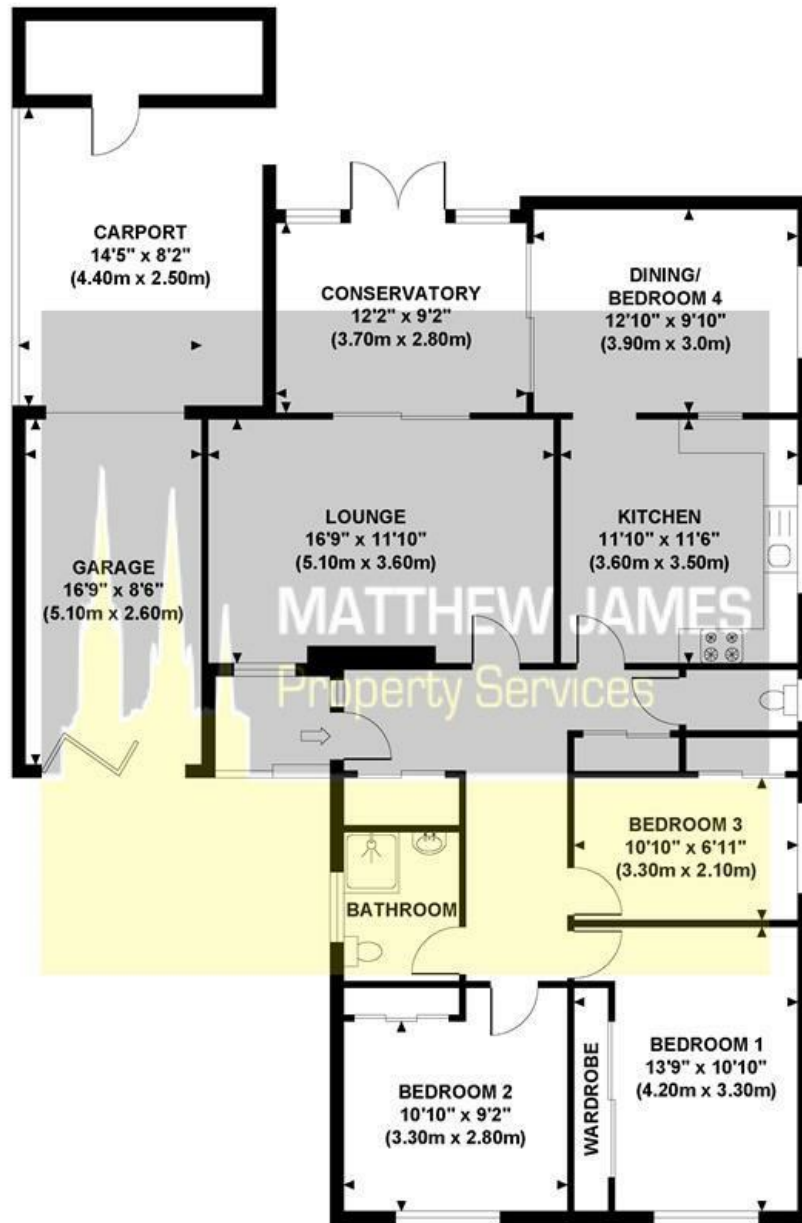 CARPORT
14'5" x 8'2"
(4.40m x 2.50m)
CONSERVATORY
12'2" x 9'2"
(3.70m x 2.80m)
DINING/
BEDROOM 4
12'10" x 9'10"
(3.90m x 3.0m)
GARAGE
16'9" x 8'6"
(5.10m x 2.60m)
LOUNGE
16'9" x 11'10"
(5.10m x 3.60m)
KITCHEN
11'10" x 11'6"
(3.60m x 3.50m)
MATTHEW JAMES
Property Services
BEDROOM 3
10'10" x 6'11"
(3.30m x 2.10m)
BATHROOM
BEDROOM 2
10'10" x 9'2"
(3.30m x 2.80m)
WARDROBE
BEDROOM 1
13'9" x 10'10"
(4.20m x 3.30m)